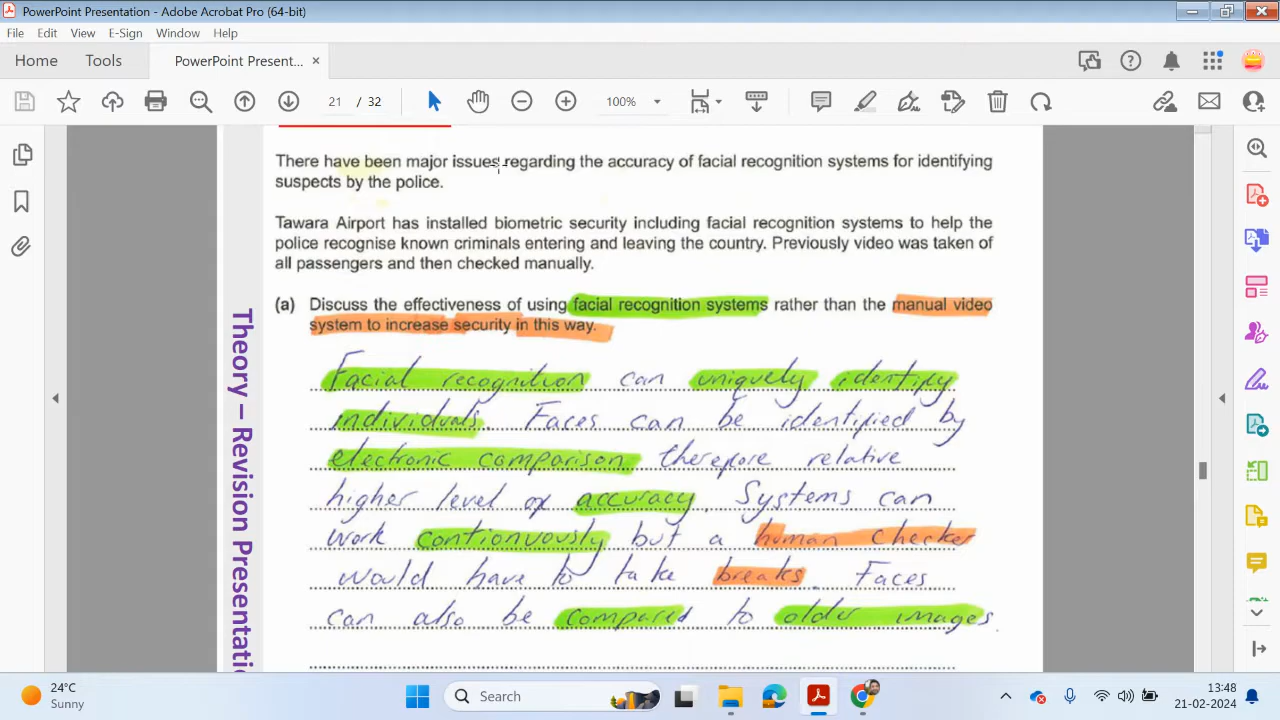 PowerPoint Presentation - Adobe Acrobat Pro (64-bit)
File Edit View E-Sign Window Help
Home Tools PowerPoint Present... ×
21 / 32 100%
There have been major issues regarding the accuracy of facial recognition systems for identifying
suspects by the police.
Tawara Airport has installed biometric security including facial recognition systems to help the
police recognise known criminals entering and leaving the country. Previously video was taken of
all passengers and then checked manually.
(a) Discuss the effectiveness of using facial recognition systems rather than the manual video
system to increase security in this way.
Facial recognition can uniquely identify
individuals. Faces can be identified by
electronic comparison therefore relative
higher level of accuracy. Systems can
work contionuously but a human checker
would have to take breaks. Faces
can also be compared to older images.
Theory – Revision Presentatio
24°C
Sunny
Search
13:48
21-02-2024